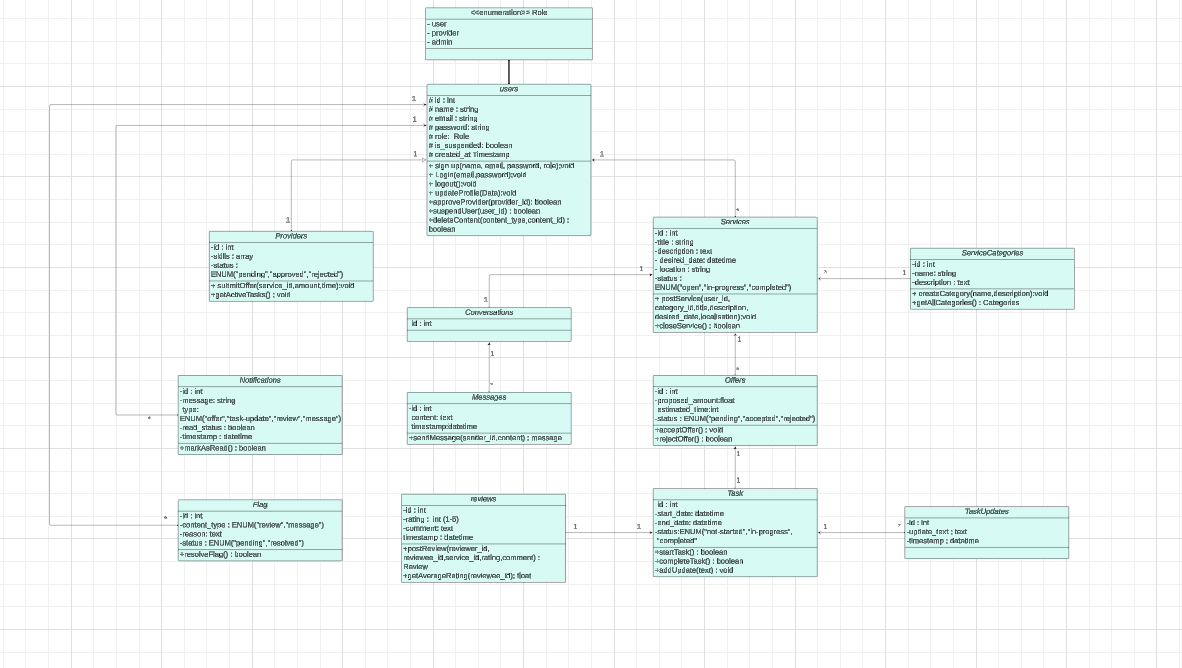 <<enumeration>> Role
- user
- provider
- admin
users
# id : Int
# name : string
# email : string
# password: string
# role: Role
# is_suspended: boolean
# created_at Timestamp
+ sign up(name, email, password, role):void
+ Login(email,password):void
+ logout():void
+ updateProfile(Data):void
+approveProvider(provider_id): Boolean
+suspendUser(user_id) : boolean
+deleteContent(content_type,content_id) :
boolean
1
1
1
1
1
*
Providers
-id : int
-skills : array
-status :
ENUM("pending","approved","rejected")
+ submitOffer(service_id,amount,time):void
+getActiveTasks() : void
Services
-id : int
-title : string
-description : text
- desired_date: datetime
- location : string
-status :
ENUM("open","in-progress","completed")
+ postService(user_id,
category_id,title,description,
desired_date,localisation):void
+closeService() : Boolean
*
1
ServiceCategories
-id : int
-name: string
-description : text
+ createCategory(name,description):void
+getAllCategories() : Categories
1
1
Conversations
-id : int
1
*
1
*
Notifications
-id : int
-message: string
type:
ENUM("offer","task-update","review","message")
-read_status : boolean
-timestamp : datetime
+markAsRead() : boolean
*
Messages
-id : int
content: text
timestamp:datetime
+sendMessage(sender_id,content) : message
Offers
-id : int
-proposed_amount:float
estimated_time:int
-status : ENUM("pending","accepted","rejected")
+acceptOffer() : void
+rejectOffer() : boolean
1
1
Flag
-id : int
-content_type : ENUM("review","message")
-reason: text
-status : ENUM("pending","resolved")
+resolveFlag() : boolean
*
reviews
-id : int
-rating : int (1-5)
-comment: text
timestamp : datetime
+postReview(reviewer_id,
reviewee_id,service_id,rating,comment) :
Review
+getAverageRating(reviewee_id): float
1
1
Task
id : int
-start_date: datetime
-end_date: datetime
-status:ENUM("not-started","in-progress",
"completed")
+startTask() : boolean
+completeTask() : boolean
+addUpdate(text) : void
1
*
TaskUpdates
-id : int
-update_text : text
-timestamp : datetime